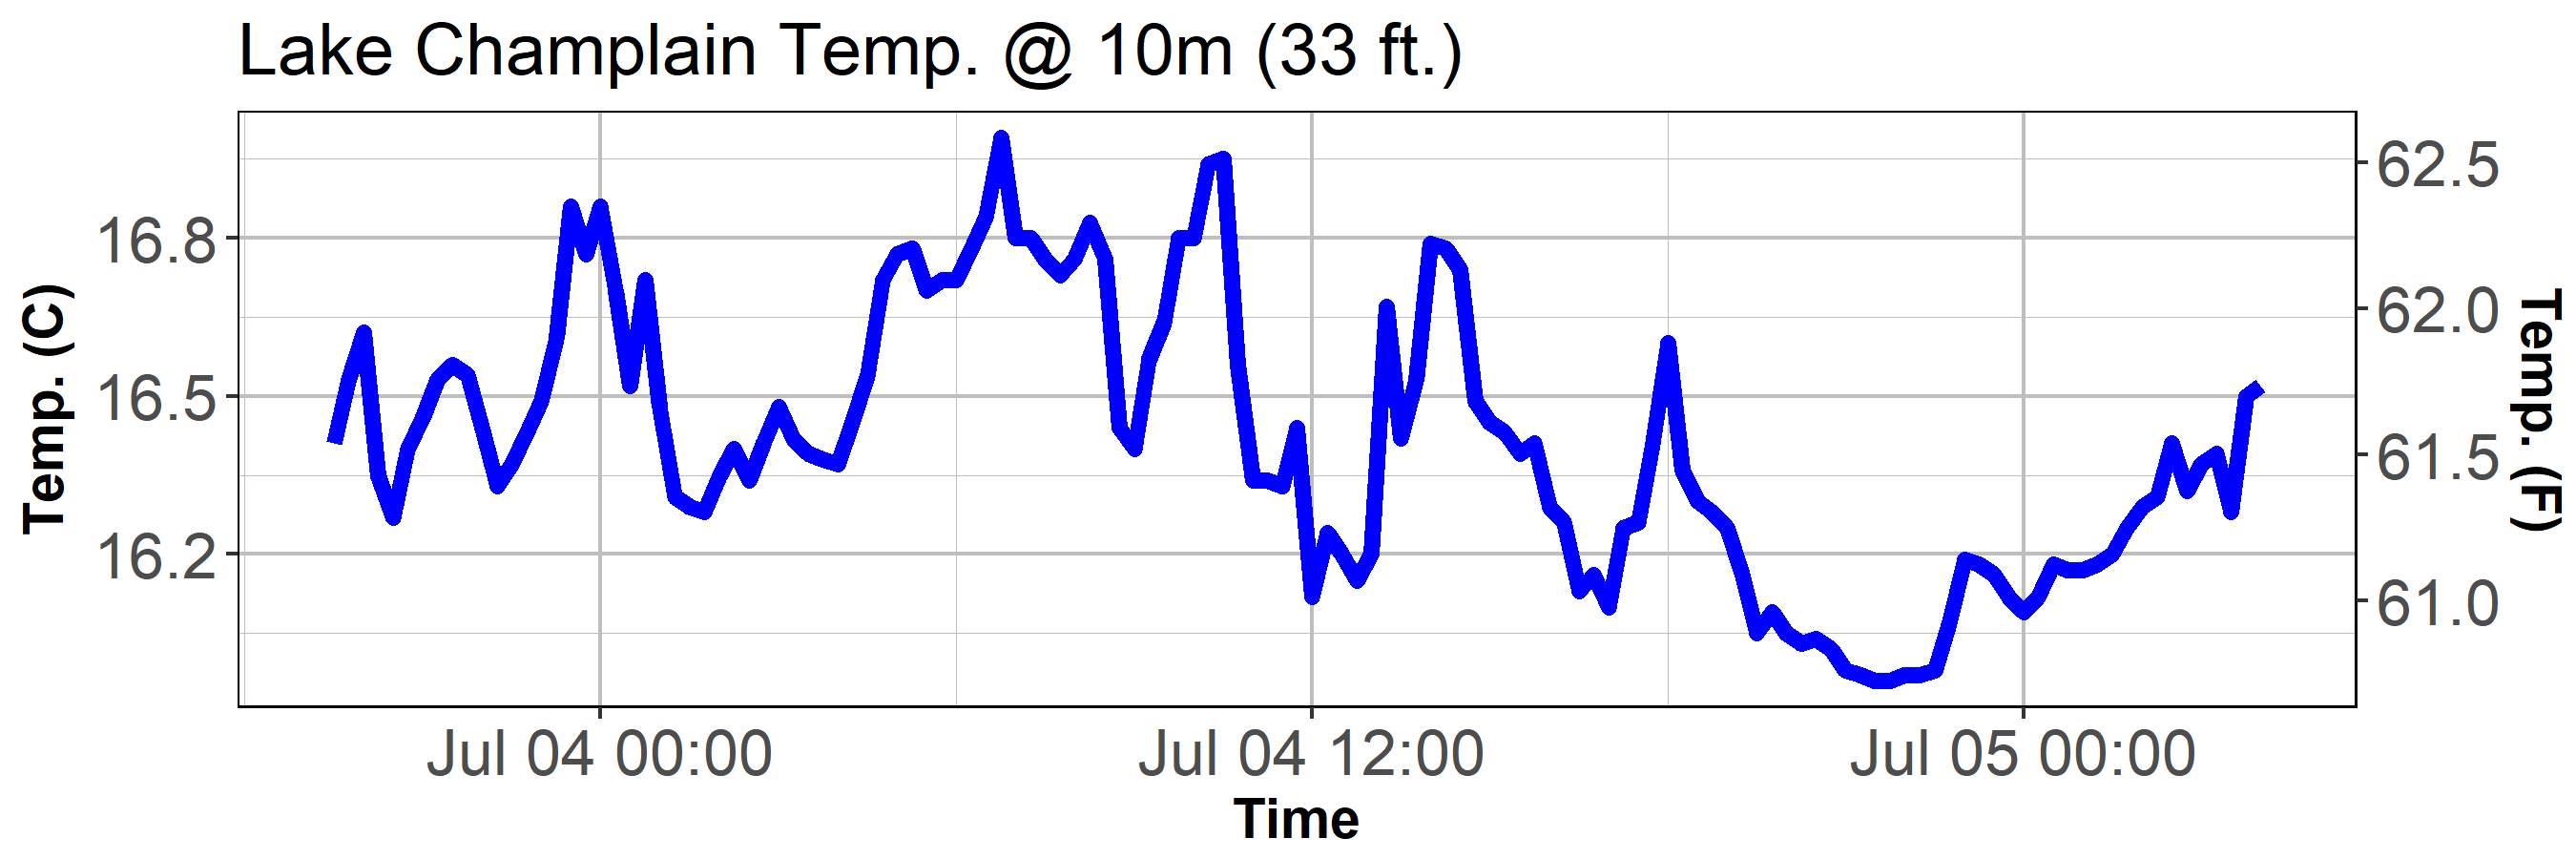 Lake Champlain Temp. @ 10m (33 ft.)
Temp. (C)
16.8
16.5
16.2
62.5
62.0
61.5
61.0
Temp. (F)
Jul 04 00:00
Jul 04 12:00
Jul 05 00:00
Time